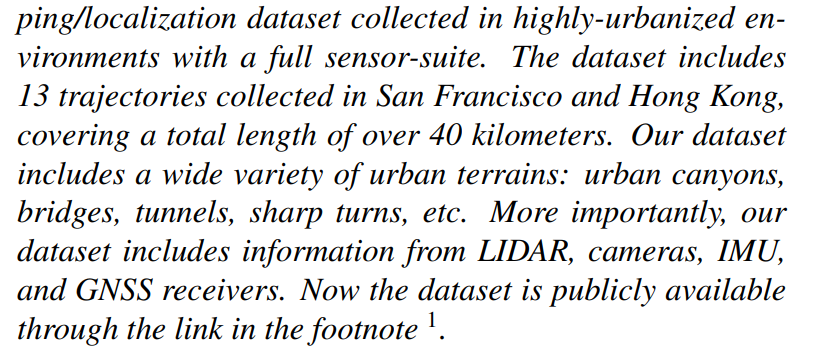 ping/localization dataset collected in highly-urbanized en-
vironments with a full sensor-suite. The dataset includes
13 trajectories collected in San Francisco and Hong Kong,
covering a total length of over 40 kilometers. Our dataset
includes a wide variety of urban terrains: urban canyons,
bridges, tunnels, sharp turns, etc. More importantly, our
dataset includes information from LIDAR, cameras, IMU,
and GNSS receivers. Now the dataset is publicly available
through the link in the footnote 1.